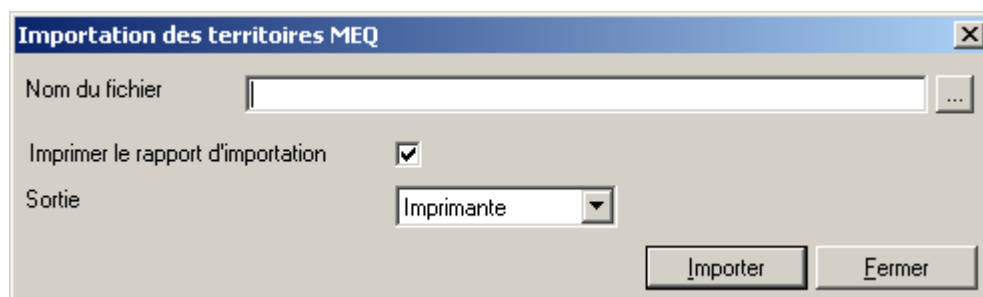 Importation des territoires MEQ
Nom du fichier
...
Imprimer le rapport d'importation
Sortie
Imprimante
Importer
Fermer